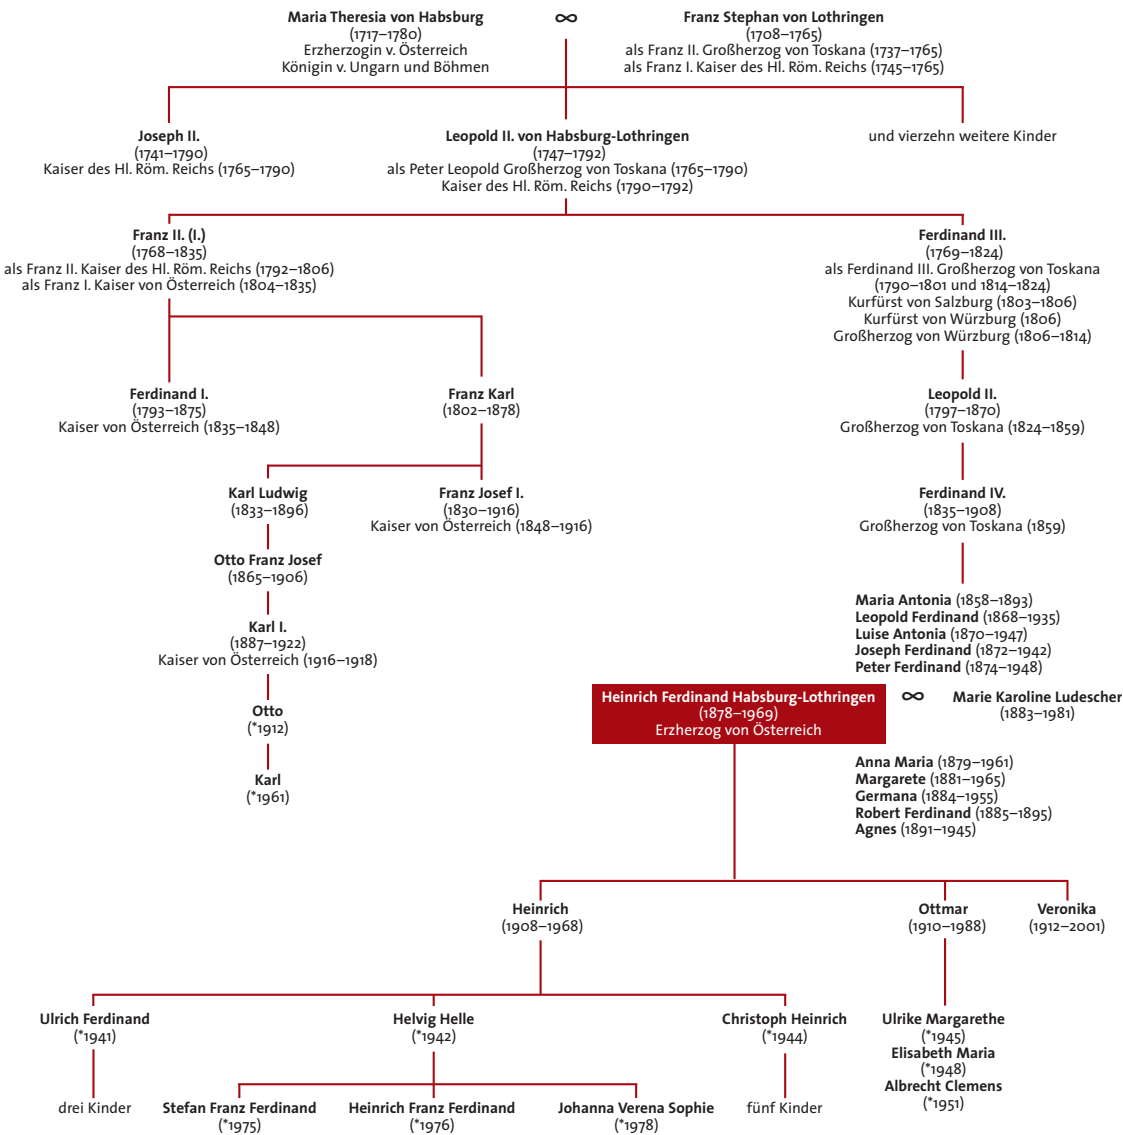 Maria Theresia von Habsburg
(1717–1780)
Erzherzogin v. Österreich
Königin v. Ungarn und Böhmen
∞
Franz Stephan von Lothringen
(1708–1765)
als Franz II. Großherzog von Toskana (1737–1765)
als Franz I. Kaiser des Hl. Röm. Reichs (1745–1765)
Joseph II.
(1741–1790)
Kaiser des Hl. Röm. Reichs (1765–1790)
Leopold II. von Habsburg-Lothringen
(1747–1792)
als Peter Leopold Großherzog von Toskana (1765–1790)
Kaiser des Hl. Röm. Reichs (1790–1792)
und vierzehn weitere Kinder
Franz II. (I.)
(1768–1835)
als Franz II. Kaiser des Hl. Röm. Reichs (1792–1806)
als Franz I. Kaiser von Österreich (1804–1835)
Ferdinand III.
(1769–1824)
als Ferdinand III. Großherzog von Toskana
(1790–1801 und 1814–1824)
Kurfürst von Salzburg (1803–1806)
Kurfürst von Würzburg (1806)
Großherzog von Würzburg (1806–1814)
Ferdinand I.
(1793–1875)
Kaiser von Österreich (1835–1848)
Franz Karl
(1802–1878)
Leopold II.
(1797–1870)
Großherzog von Toskana (1824–1859)
Karl Ludwig
(1833–1896)
Franz Josef I.
(1830–1916)
Kaiser von Österreich (1848–1916)
Ferdinand IV.
(1835–1908)
Großherzog von Toskana (1859)
Otto Franz Josef
(1865–1906)
Karl I.
(1887–1922)
Kaiser von Österreich (1916–1918)
Otto
(*1912)
Karl
(*1961)
Maria Antonia (1858–1893)
Leopold Ferdinand (1868–1935)
Luise Antonia (1870–1947)
Joseph Ferdinand (1872–1942)
Peter Ferdinand (1874–1948)
Heinrich Ferdinand Habsburg-Lothringen
(1878–1969)
Erzherzog von Österreich
∞
Marie Karoline Ludescher
(1883–1981)
Anna Maria (1879–1961)
Margarete (1881–1965)
Germana (1884–1955)
Robert Ferdinand (1885–1895)
Agnes (1891–1945)
Heinrich
(1908–1968)
Ottmar
(1910–1988)
Veronika
(1912–2001)
Ulrich Ferdinand
(*1941)
Helvig Helle
(*1942)
Christoph Heinrich
(*1944)
Ulrike Margarethe
(*1945)
Elisabeth Maria
(*1948)
Albrecht Clemens
(*1951)
drei Kinder
Stefan Franz Ferdinand
(*1975)
Heinrich Franz Ferdinand
(*1976)
Johanna Verena Sophie
(*1978)
fünf Kinder